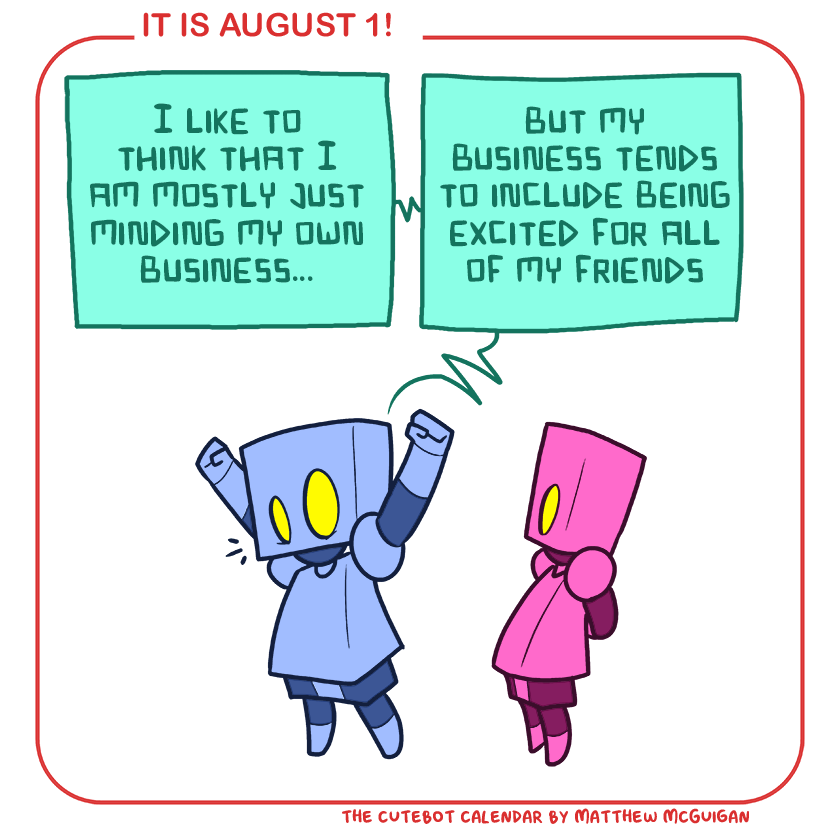 IT IS AUGUST 1!
I LIKE TO
THINK THAT I
AM MOSTLY JUST
MINDING MY OWN
BUSINESS...
BUT MY
BUSINESS TENDS
TO INCLUDE BEING
EXCITED FOR ALL
OF MY FRIENDS
THE CUTEBOT CALENDAR BY MATTHEW MCGUIGAN